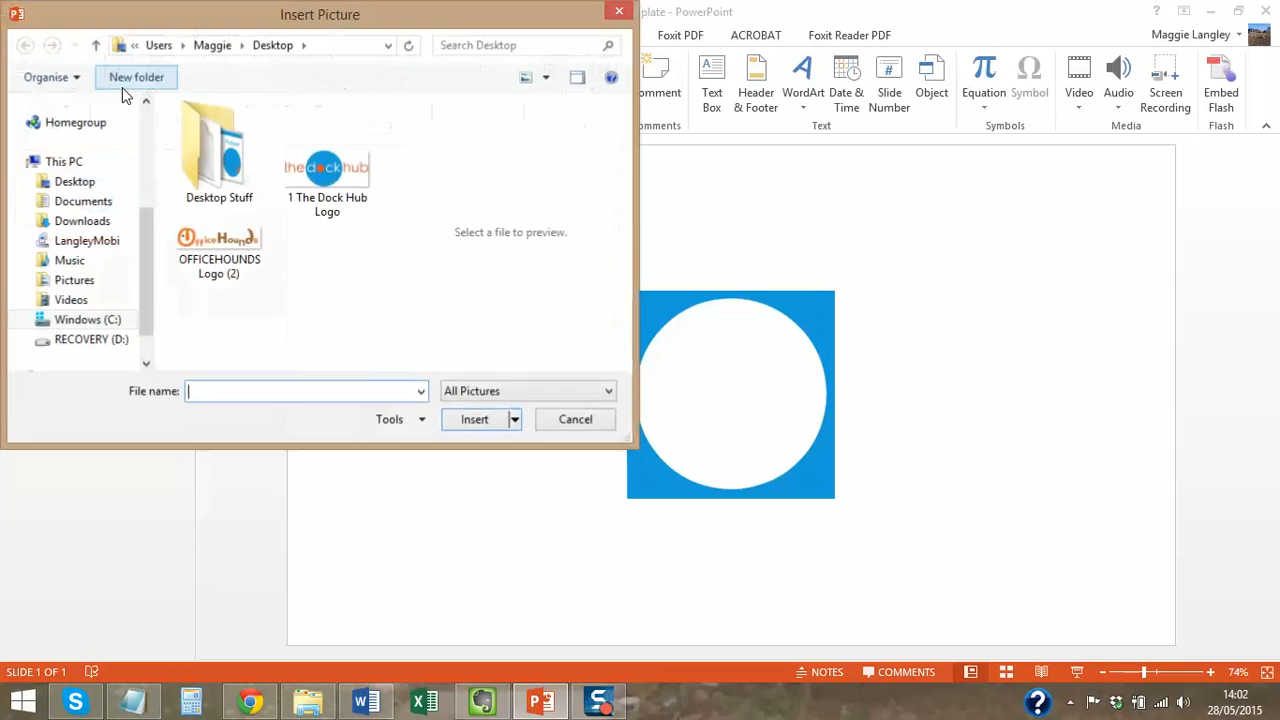 Insert Picture
plate - PowerPoint
Users
Maggie
Desktop
Search Desktop
Foxit PDF
ACROBAT
Foxit Reader PDF
Maggie Langley
Organise
New folder
Homegroup
This PC
Desktop
Documents
Downloads
LangleyMobi
Music
Pictures
Videos
Windows (C:)
RECOVERY (D:)
Desktop Stuff
thedockhub
1 The Dock Hub
Logo
OfficeHounds
OFFICEHOUNDS
Logo (2)
Select a file to preview.
File name:
All Pictures
Tools
Insert
Cancel
omment
Text
Box
Header
& Footer
WordArt
Date &
Time
Slide
Number
Object
Equation
Symbol
Video
Audio
Screen
Recording
Embed
Flash
omments
Text
Symbols
Media
Flash
SLIDE 1 OF 1
NOTES
COMMENTS
74%
14:02
28/05/2015